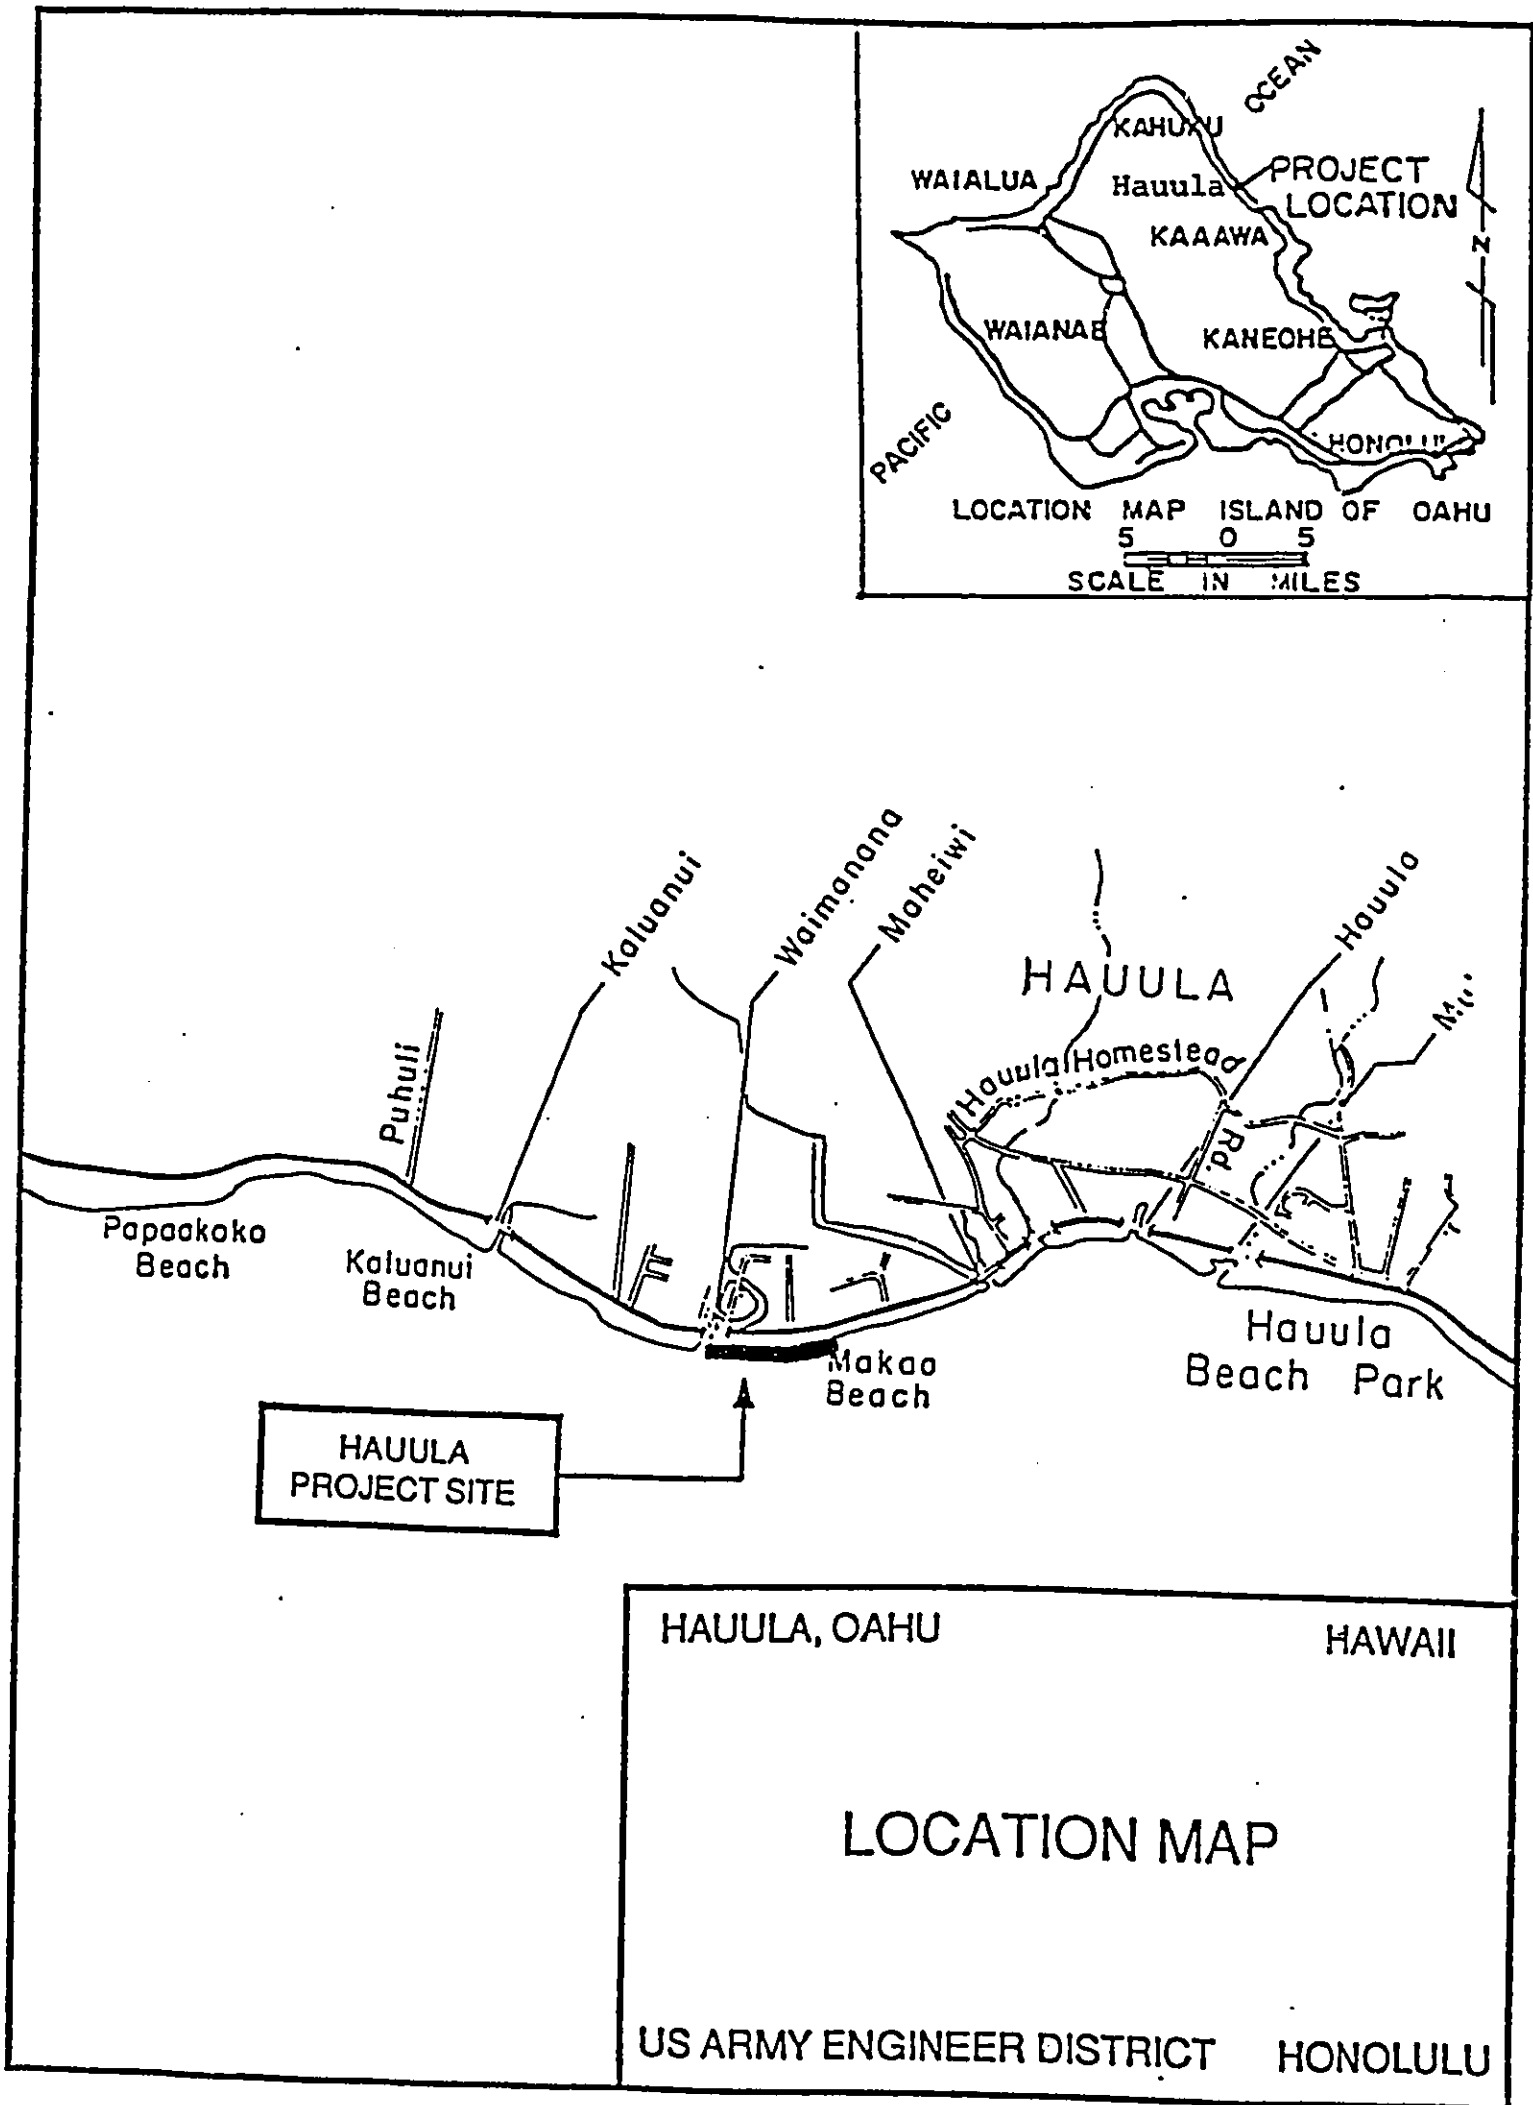 OCEAN
KAHUKU
WAIALUA
Hauula
PROJECT
LOCATION
KAAAWA
N
WAIANAE
KANEOHE
PACIFIC
LOCATION MAP ISLAND OF OAHU
5 0 5
SCALE IN MILES
Kaluanui
Waimanana
Maheiwi
HAUULA
Hauula
Puhuli
Hauula Homestead
Rd.
Papaakoko
Beach
Kaluanui
Beach
Makao
Beach
Hauula
Beach Park
HAUULA
PROJECT SITE
HAUULA, OAHU HAWAII
LOCATION MAP
US ARMY ENGINEER DISTRICT HONOLULU